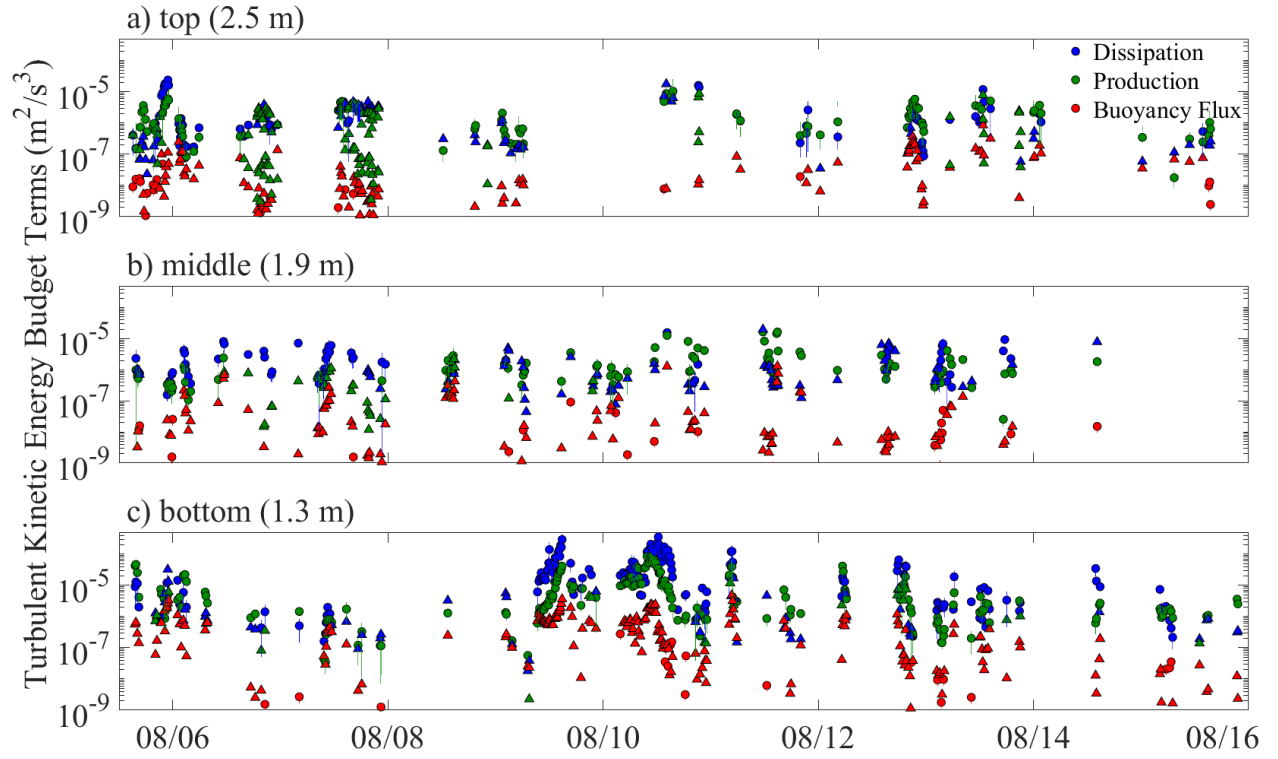 a) top (2.5 m)
Dissipation
Production
Buoyancy Flux
10⁻⁵
10⁻⁷
10⁻⁹
Turbulent Kinetic Energy Budget Terms (m²/s³)
b) middle (1.9 m)
10⁻⁵
10⁻⁷
10⁻⁹
c) bottom (1.3 m)
10⁻⁵
10⁻⁷
10⁻⁹
08/06 08/08 08/10 08/12 08/14 08/16